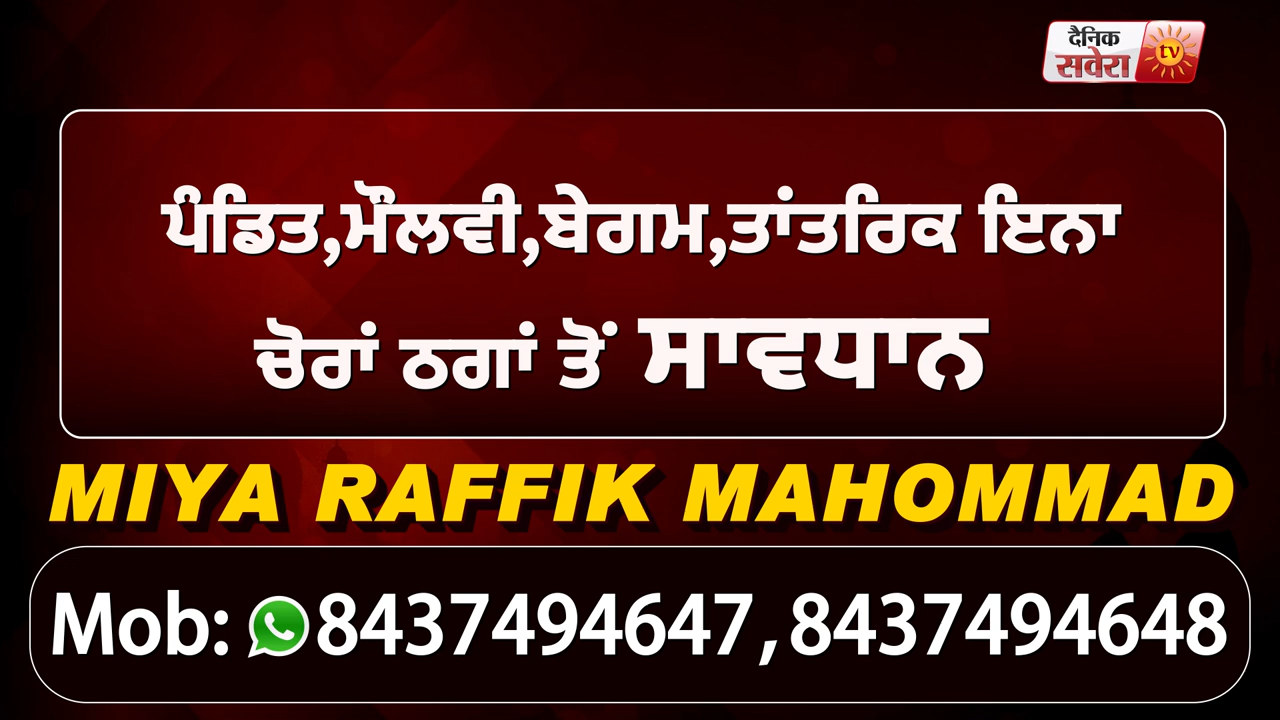 दैनिक
सवेरा tv
ਪੰਡਿਤ,ਮੌਲਵੀ,ਬੇਗਮ,ਤਾਂਤਰਿਕ ਇਨਾ
ਚੋਰਾਂ ਠਗਾਂ ਤੋਂ ਸਾਵਧਾਨ
MIYA RAFFIK MAHOMMAD
Mob: 8437494647, 8437494648